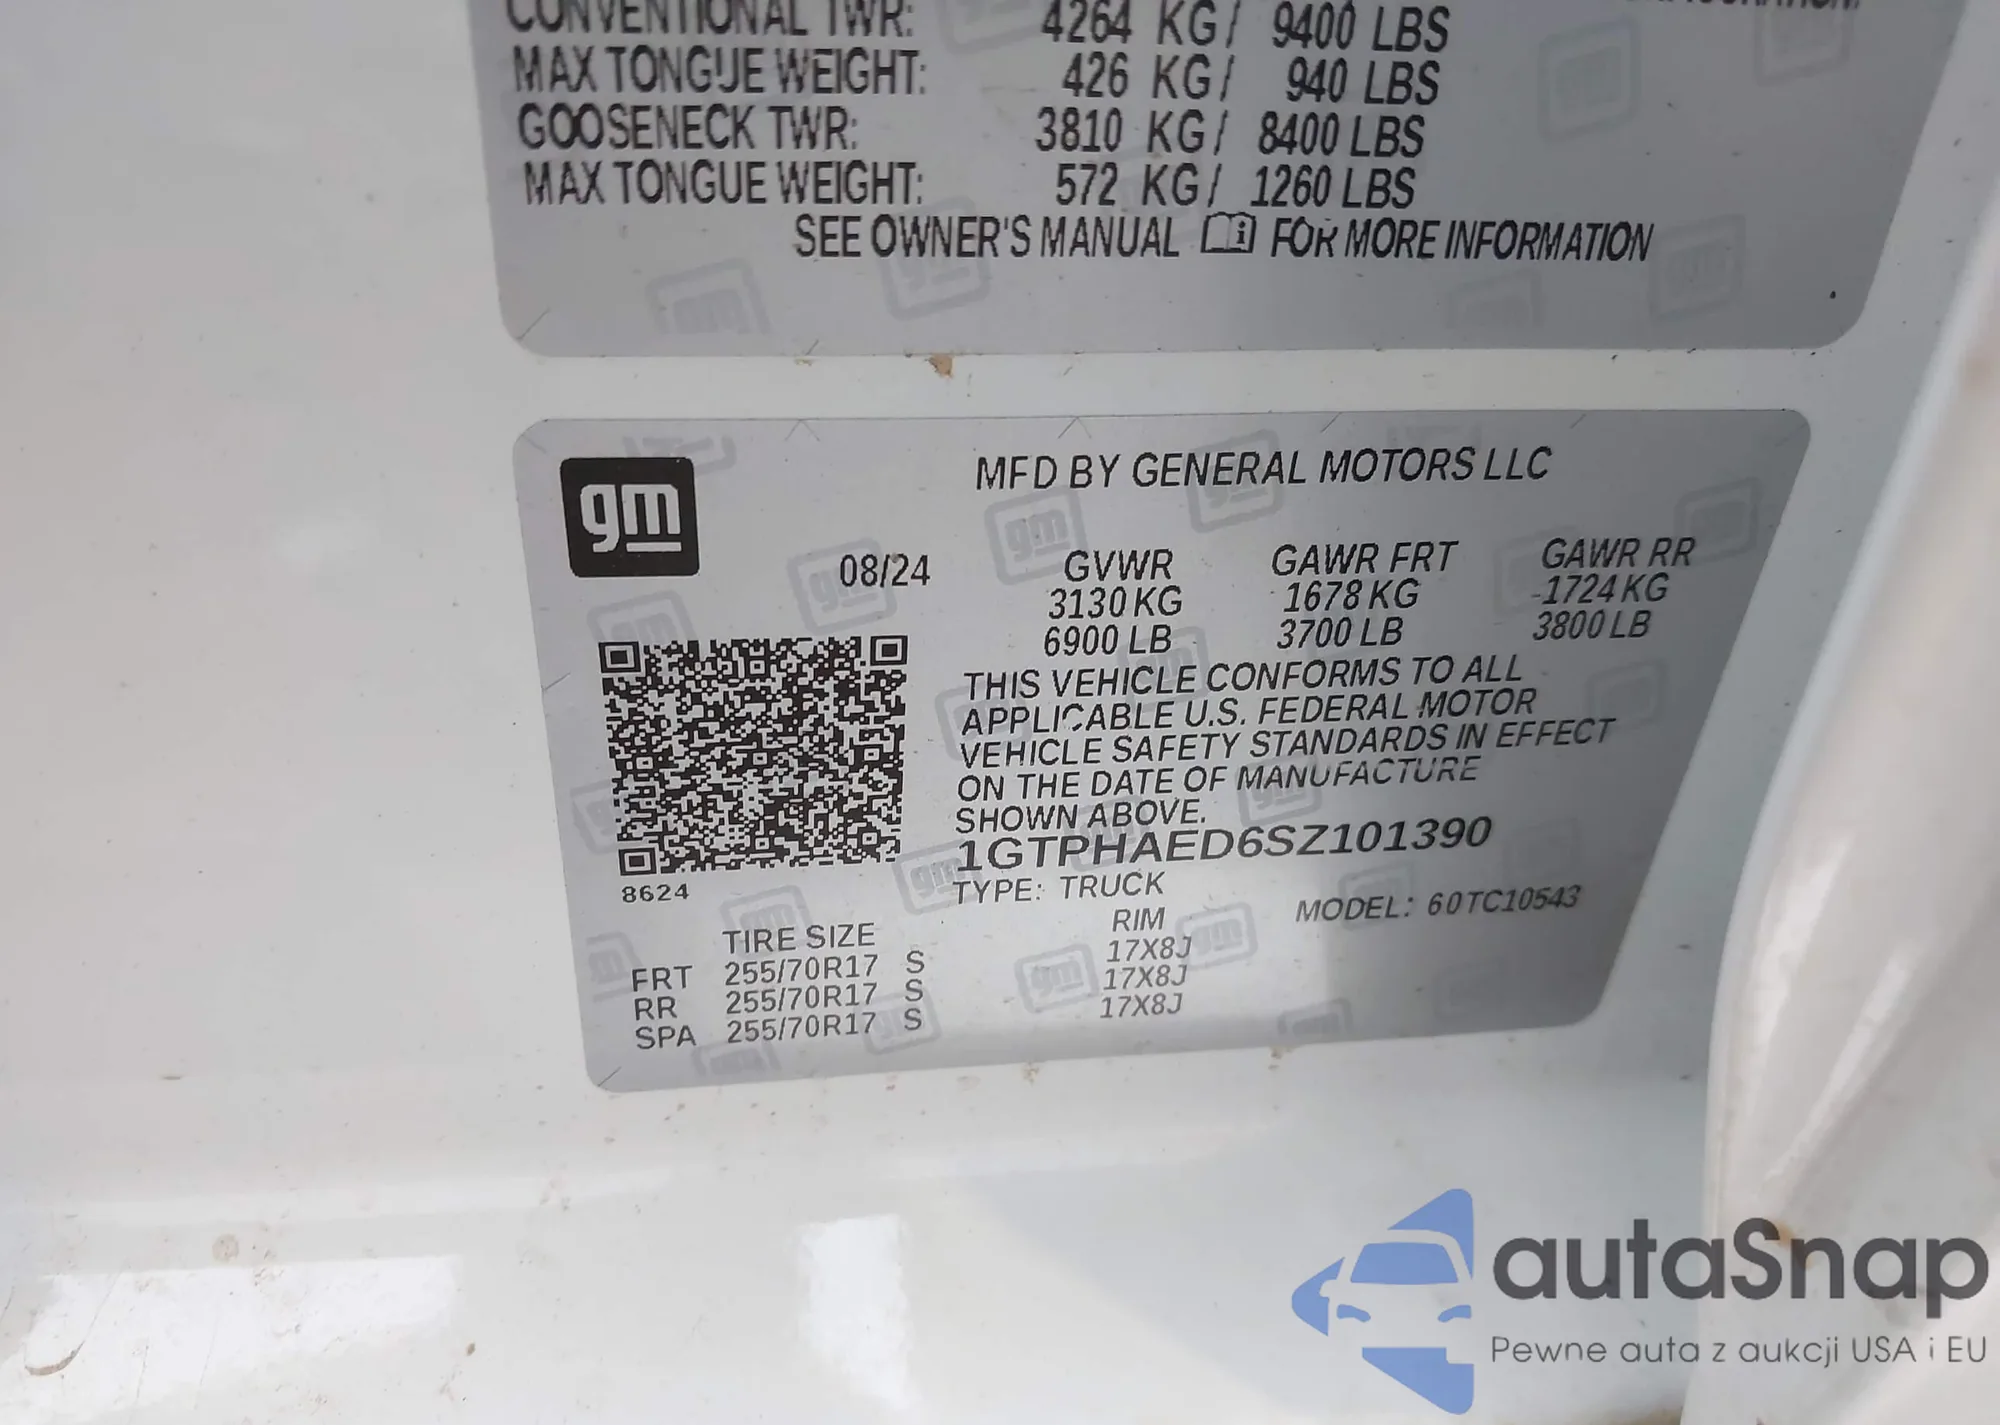 CONVENTIONAL TWR: 4264 KG/ 9400 LBS
MAX TONGUE WEIGHT: 426 KG/ 940 LBS
GOOSENECK TWR: 3810 KG/ 8400 LBS
MAX TONGUE WEIGHT: 572 KG/ 1260 LBS
SEE OWNER'S MANUAL FOR MORE INFORMATION
gm
MFD BY GENERAL MOTORS LLC
08/24 GVWR GAWR FRT GAWR RR
3130 KG 1678 KG 1724 KG
6900 LB 3700 LB 3800 LB
THIS VEHICLE CONFORMS TO ALL
APPLICABLE U.S. FEDERAL MOTOR
VEHICLE SAFETY STANDARDS IN EFFECT
ON THE DATE OF MANUFACTURE
SHOWN ABOVE.
1GTPHAED6SZ101390
8624
TYPE: TRUCK MODEL: 60TC10543
TIRE SIZE RIM
FRT 255/70R17 S 17X8J
RR 255/70R17 S 17X8J
SPA 255/70R17 S 17X8J
autaSnap
Pewne auta z aukcji USA i EU